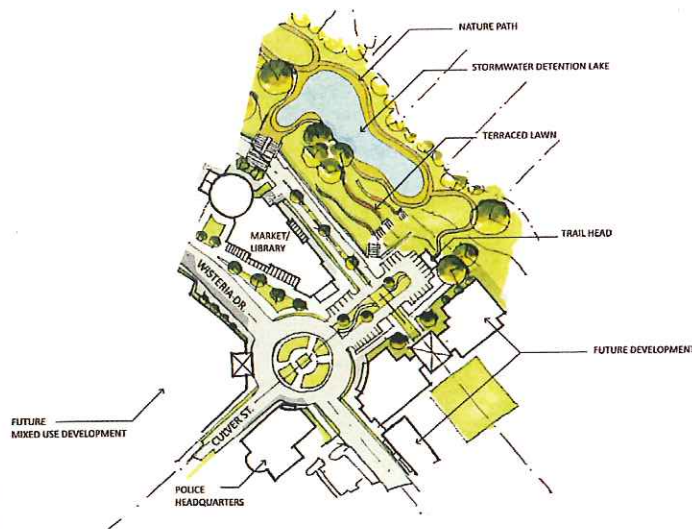 NATURE PATH
STORMWATER DETENTION LAKE
TERRACED LAWN
TRAIL HEAD
MARKET/
LIBRARY
WISTERIA DR.
FUTURE DEVELOPMENT
FUTURE
MIXED USE DEVELOPMENT
CULVER ST.
POLICE
HEADQUARTERS